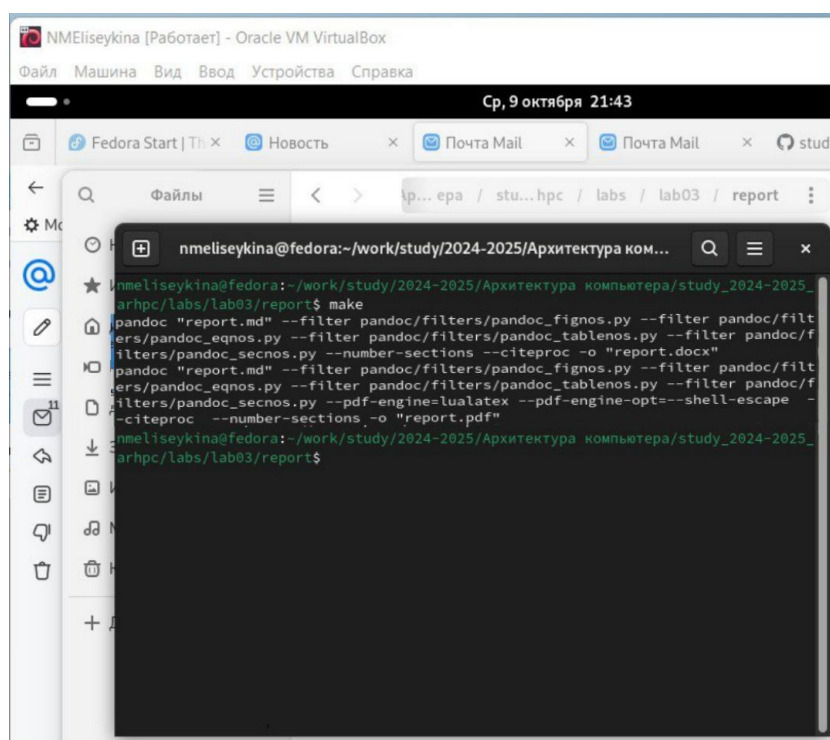 NMEliseykina [Работает] - Oracle VM VirtualBox
Файл Машина Вид Ввод Устройства Справка
Ср, 9 октября 21:43
Fedora Start | Th × Новость × Почта Mail × Почта Mail × stud
Файлы ер... ера / stu... hpc / labs / lab03 / report
nmeliseykina@fedora:~/work/study/2024-2025/Архитектура ком...
nmeliseykina@fedora:~/work/study/2024-2025/Архитектура компьютера/study_2024-2025_
arhpc/labs/lab03/report$ make
pandoc "report.md" --filter pandoc/filters/pandoc_fignos.py --filter pandoc/filt
ers/pandoc_eqnos.py --filter pandoc/filters/pandoc_tablenos.py --filter pandoc/f
ilters/pandoc_secnos.py --number-sections --citeproc -o "report.docx"
pandoc "report.md" --filter pandoc/filters/pandoc_fignos.py --filter pandoc/filt
ers/pandoc_eqnos.py --filter pandoc/filters/pandoc_tablenos.py --filter pandoc/f
ilters/pandoc_secnos.py --pdf-engine=lualatex --pdf-engine-opt=--shell-escape -
-citeproc --number-sections -o "report.pdf"
11
nmeliseykina@fedora:~/work/study/2024-2025/Архитектура компьютера/study_2024-2025_
arhpc/labs/lab03/report$